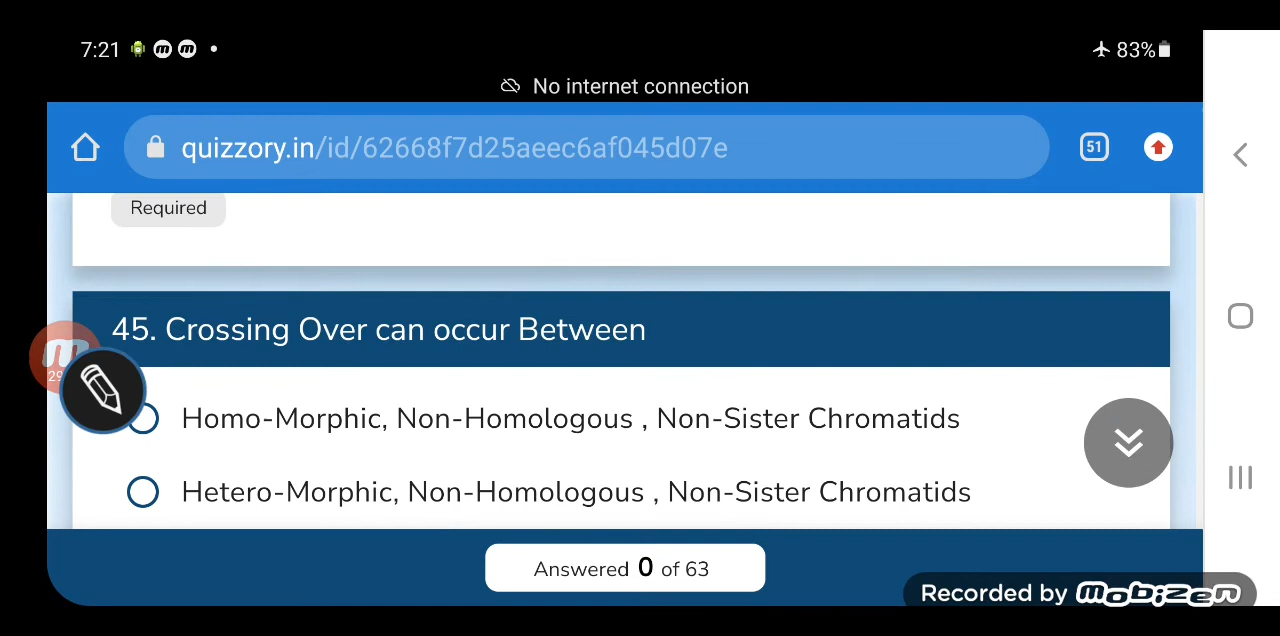 7:21
83%
No internet connection
quizzory.in/id/62668f7d25aeec6af045d07e
51
Required
45. Crossing Over can occur Between
29
Homo-Morphic, Non-Homologous , Non-Sister Chromatids
Hetero-Morphic, Non-Homologous , Non-Sister Chromatids
Answered 0 of 63
Recorded by mobizen